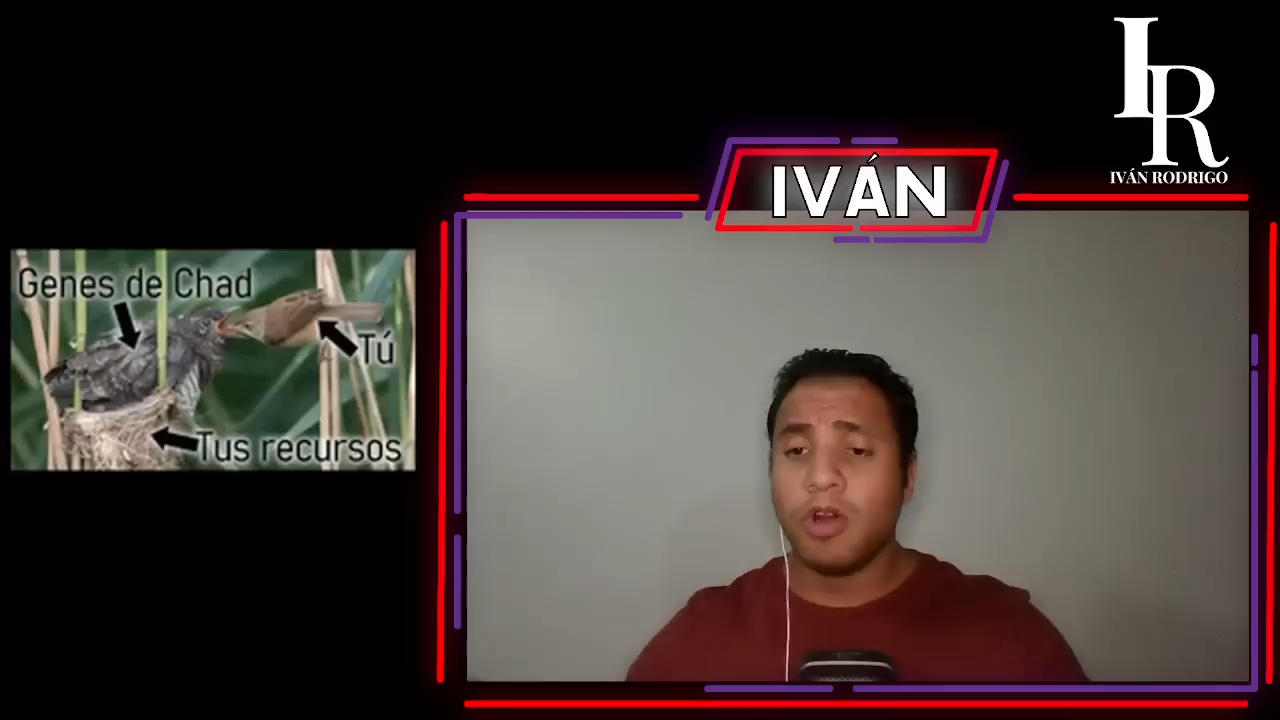 IR
IVÁN RODRIGO
IVÁN
Genes de Chad
Tú
Tus recursos